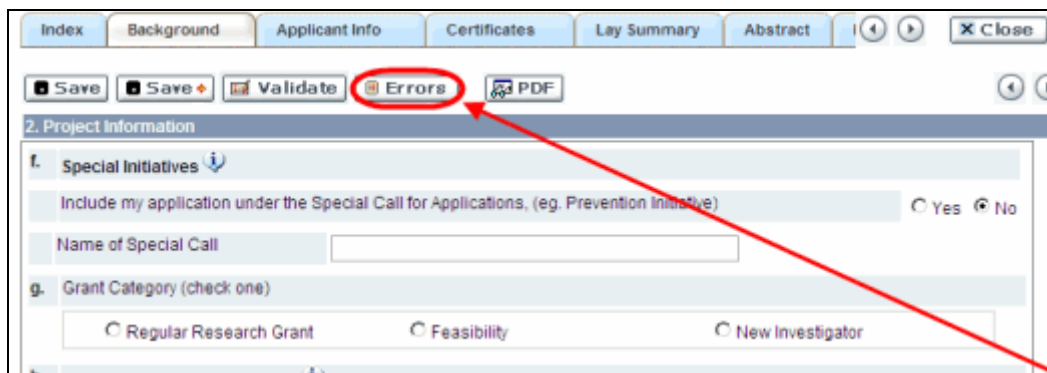 Index Background Applicant Info Certificates Lay Summary Abstract Close
Save Save Validate Errors PDF
2. Project Information
f. Special Initiatives
Include my application under the Special Call for Applications, (eg. Prevention Initiative) Yes No
Name of Special Call
g. Grant Category (check one)
Regular Research Grant Feasibility New Investigator